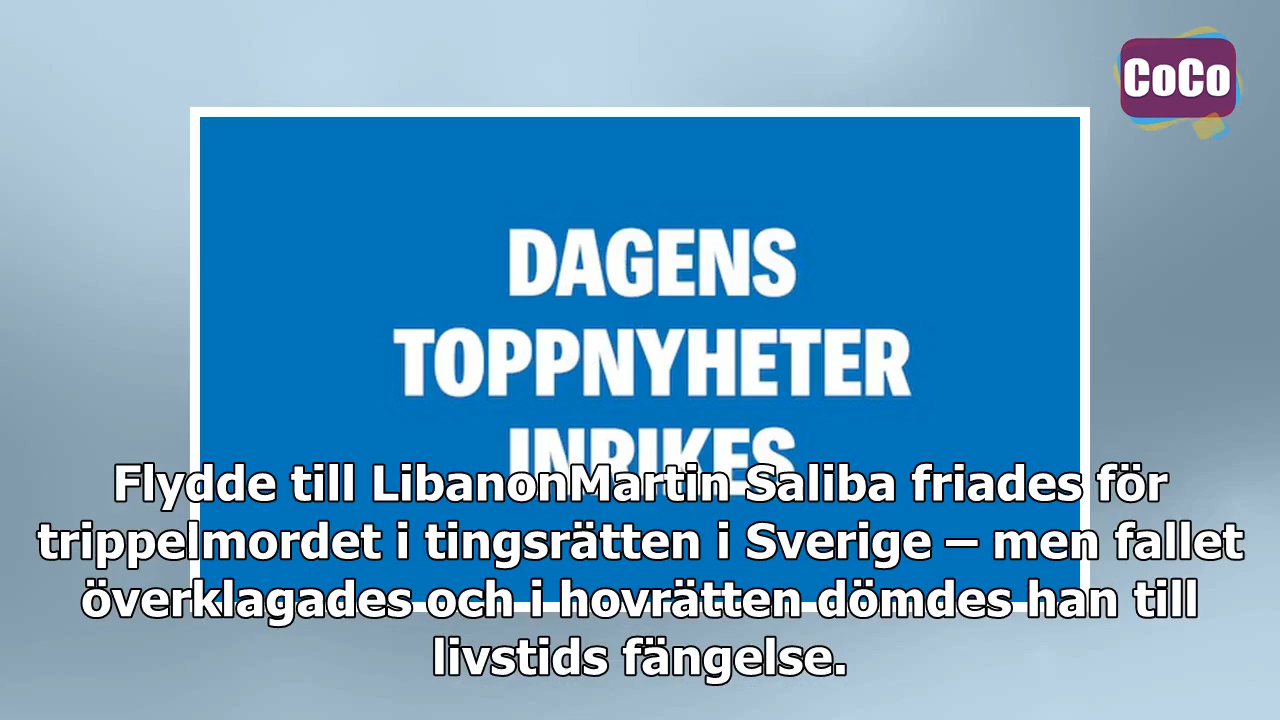 CoCo
DAGENS
TOPPNYHETER
INRIKES
Flydde till LibanonMartin Saliba friades för
trippelmordet i tingsrätten i Sverige – men fallet
överklagades och i hovrätten dömdes han till
livstids fängelse.